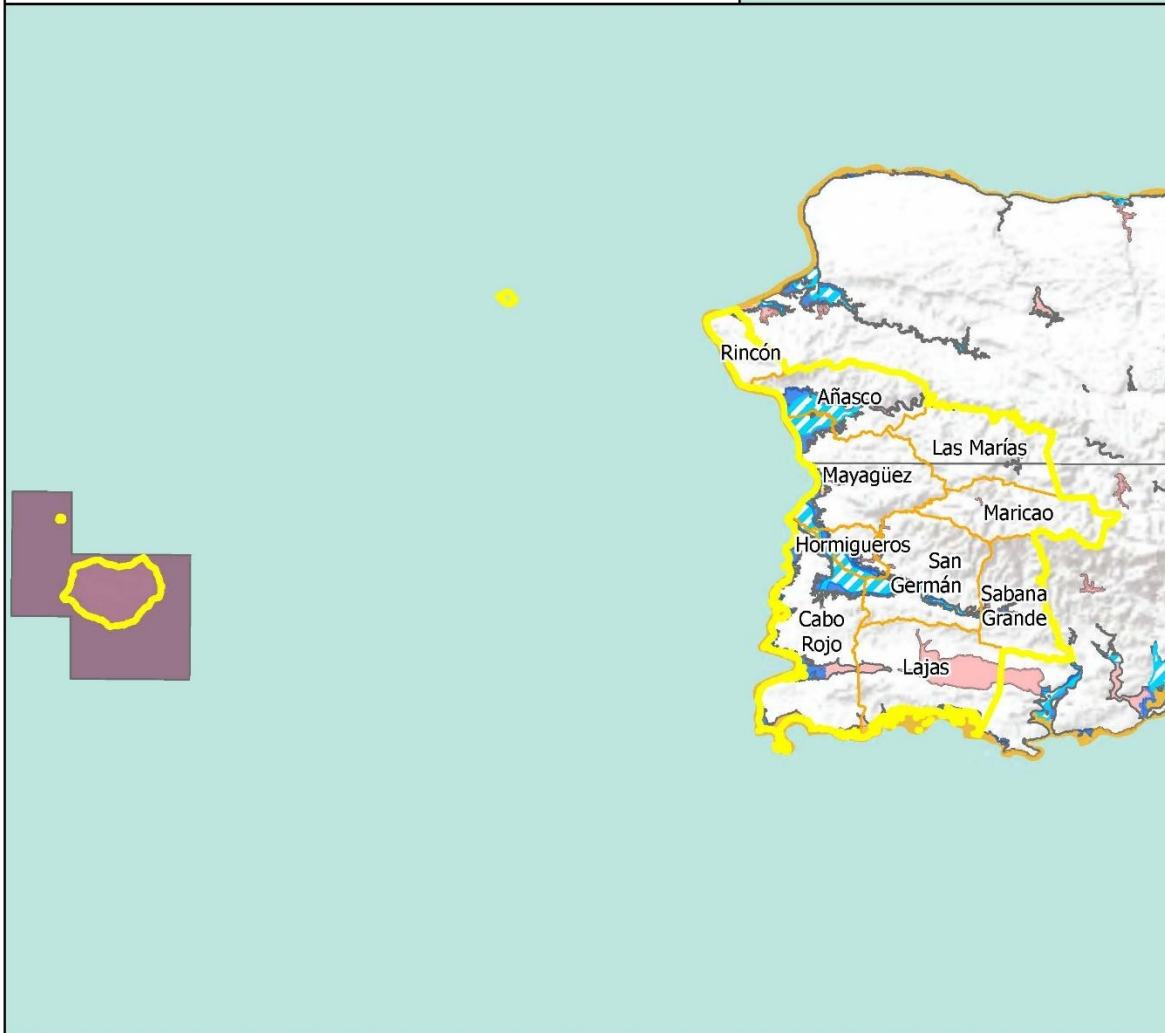 Rincón
Añasco
Las Marías
Mayagüez
Maricao
Hormigueros
San
Germán
Sabana
Grande
Cabo
Rojo
Lajas